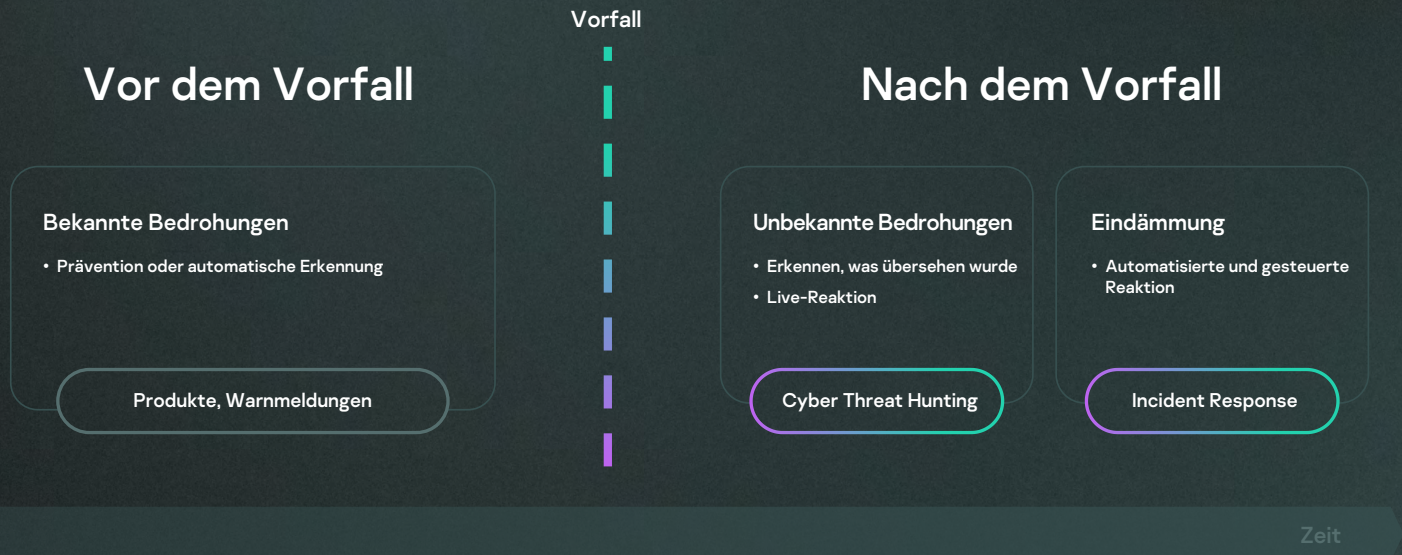 Vorfall
Vor dem Vorfall
Bekannte Bedrohungen
• Prävention oder automatische Erkennung
Produkte, Warnmeldungen
Nach dem Vorfall
Unbekannte Bedrohungen
• Erkennen, was übersehen wurde
• Live-Reaktion
Cyber Threat Hunting
Eindämmung
• Automatisierte und gesteuerte
Reaktion
Incident Response
Zeit